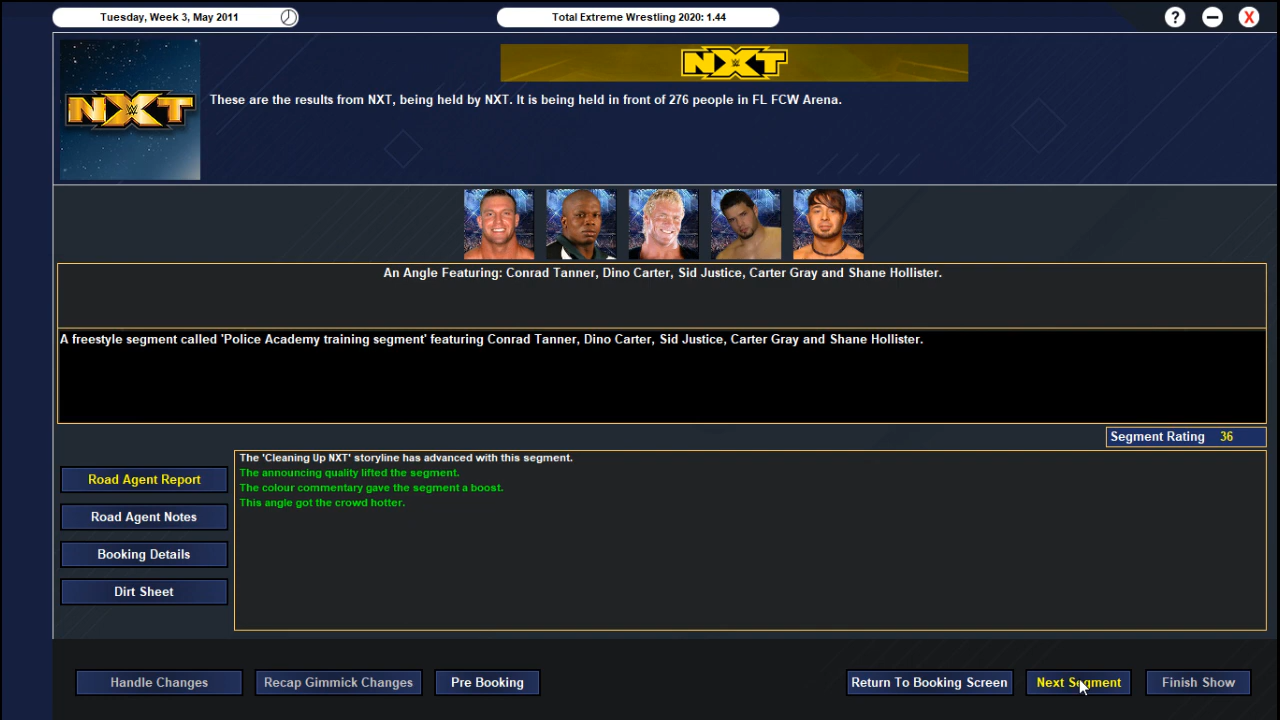 Tuesday, Week 3, May 2011
Total Extreme Wrestling 2020: 1.44
?
X
NXT
NXT
These are the results from NXT, being held by NXT. It is being held in front of 276 people in FL FCW Arena.
An Angle Featuring: Conrad Tanner, Dino Carter, Sid Justice, Carter Gray and Shane Hollister.
A freestyle segment called 'Police Academy training segment' featuring Conrad Tanner, Dino Carter, Sid Justice, Carter Gray and Shane Hollister.
Segment Rating 36
The 'Cleaning Up NXT' storyline has advanced with this segment.
The announcing quality lifted the segment.
The colour commentary gave the segment a boost.
This angle got the crowd hotter.
Road Agent Report
Road Agent Notes
Booking Details
Dirt Sheet
Handle Changes
Recap Gimmick Changes
Pre Booking
Return To Booking Screen
Next Segment
Finish Show